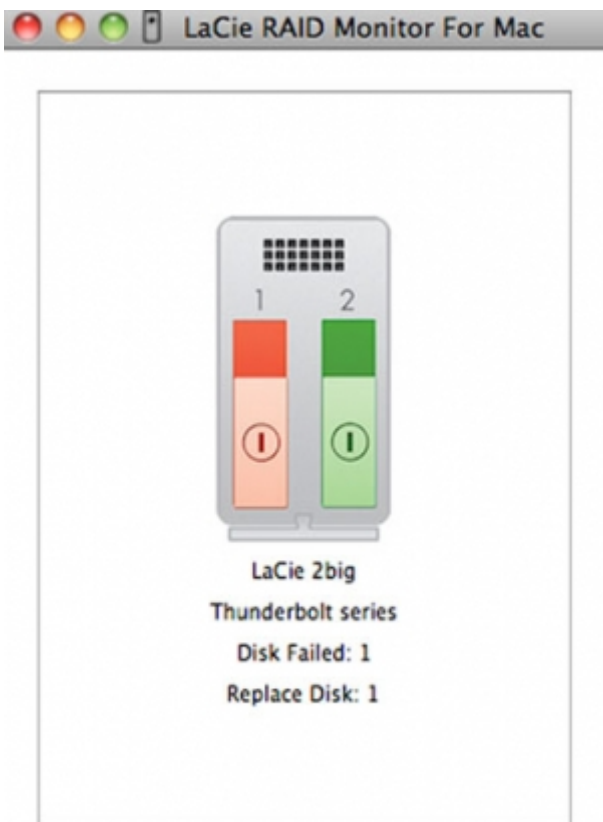 LaCie RAID Monitor For Mac
1 2
LaCie 2big
Thunderbolt series
Disk Failed: 1
Replace Disk: 1